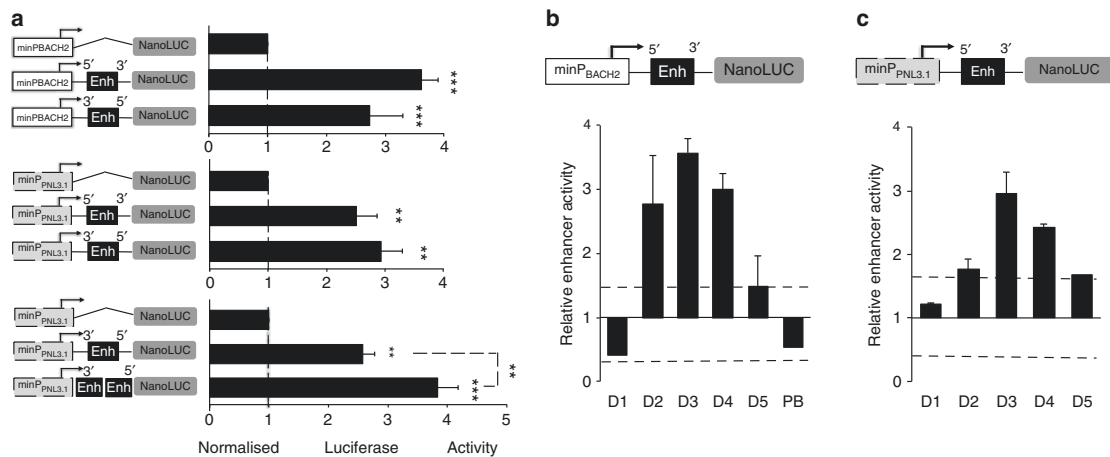 a
minPBACH2 NanoLUC
5′ 3′
minPBACH2 Enh NanoLUC
3′ 5′
minPBACH2 Enh NanoLUC
***
***
0 1 2 3 4
minPPNL3.1 NanoLUC
5′ 3′
minPPNL3.1 Enh NanoLUC
3′ 5′
minPPNL3.1 Enh NanoLUC
**
**
0 1 2 3 4
minPPNL3.1 NanoLUC
3′ 5′
minPPNL3.1 Enh NanoLUC
3′ 5′
minPPNL3.1 Enh Enh NanoLUC
**
***
**
0 1 2 3 4 5
Normalised Luciferase Activity
b
5′ 3′
minPBACH2 Enh NanoLUC
Relative enhancer activity
4
3
2
1
0
D1 D2 D3 D4 D5 PB
c
5′ 3′
minPPNL3.1 Enh NanoLUC
Relative enhancer activity
4
3
2
1
0
D1 D2 D3 D4 D5